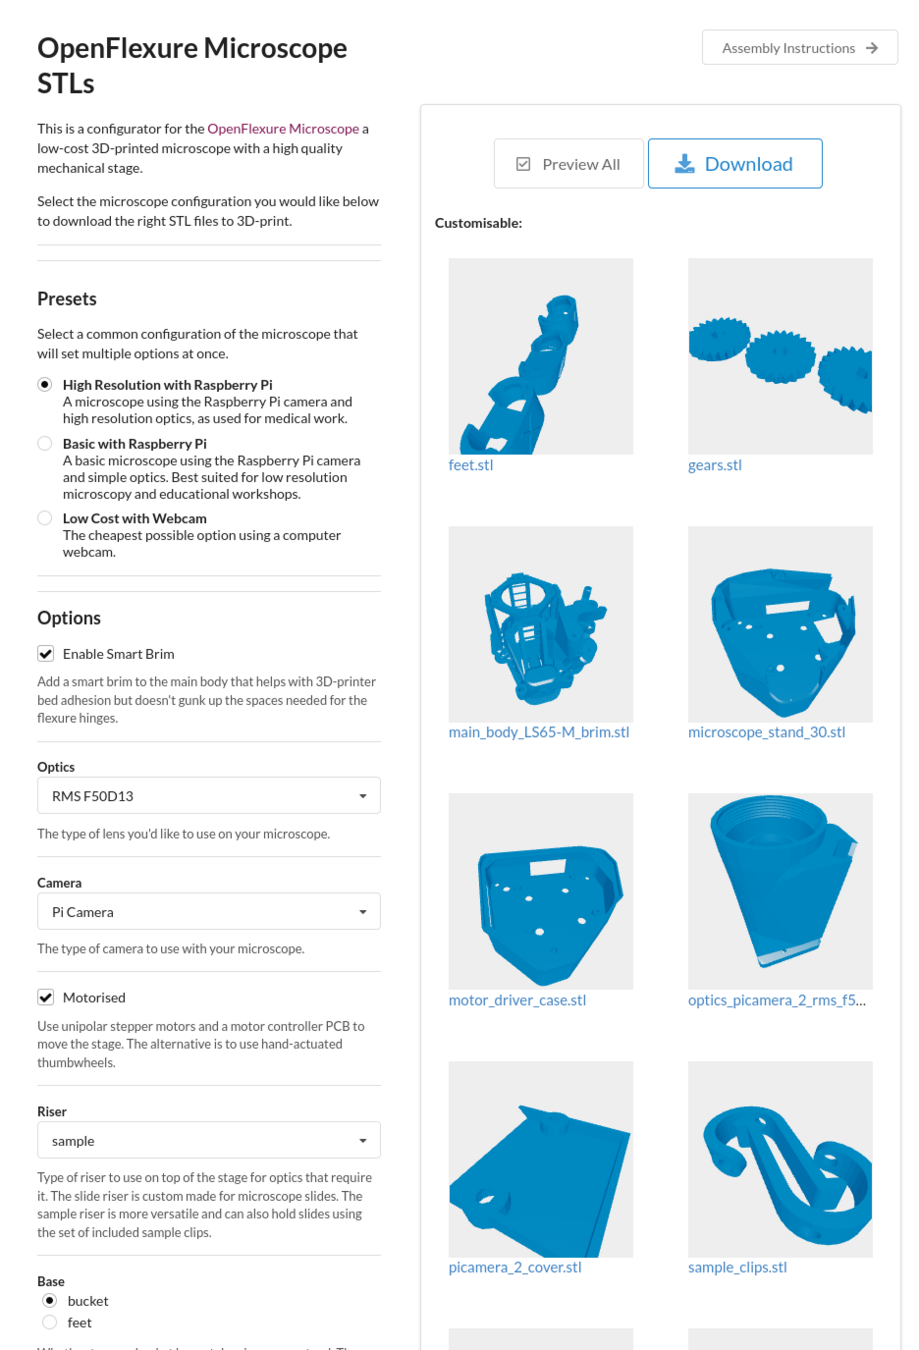 OpenFlexure Microscope
STLs
This is a configurator for the OpenFlexure Microscope a
low-cost 3D-printed microscope with a high quality
mechanical stage.
Select the microscope configuration you would like below
to download the right STL files to 3D-print.
Presets
Select a common configuration of the microscope that
will set multiple options at once.
High Resolution with Raspberry Pi
A microscope using the Raspberry Pi camera and
high resolution optics, as used for medical work.
Basic with Raspberry Pi
A basic microscope using the Raspberry Pi camera
and simple optics. Best suited for low resolution
microscopy and educational workshops.
Low Cost with Webcam
The cheapest possible option using a computer
webcam.
Options
Enable Smart Brim
Add a smart brim to the main body that helps with 3D-printer
bed adhesion but doesn't gunk up the spaces needed for the
flexure hinges.
Optics
RMS F50D13
The type of lens you'd like to use on your microscope.
Camera
Pi Camera
The type of camera to use with your microscope.
Motorised
Use unipolar stepper motors and a motor controller PCB to
move the stage. The alternative is to use hand-actuated
thumbwheels.
Riser
sample
Type of riser to use on top of the stage for optics that require
it. The slide riser is custom made for microscope slides. The
sample riser is more versatile and can also hold slides using
the set of included sample clips.
Base
bucket
feet
Assembly Instructions
Preview All
Download
Customisable:
feet.stl
gears.stl
main_body_LS65-M_brim.stl
microscope_stand_30.stl
motor_driver_case.stl
optics_picamera_2_rms_f5...
picamera_2_cover.stl
sample_clips.stl